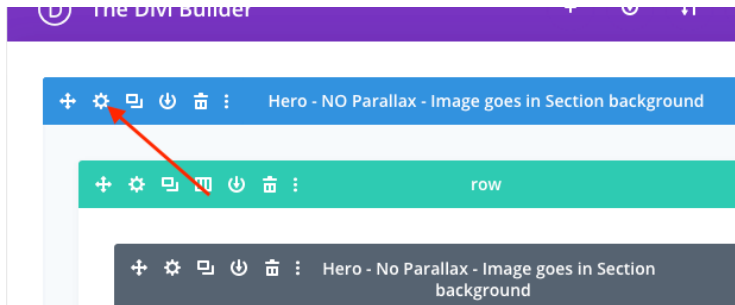 D The Divi Builder
Hero - NO Parallax - Image goes in Section background
row
Hero - No Parallax - Image goes in Section
background